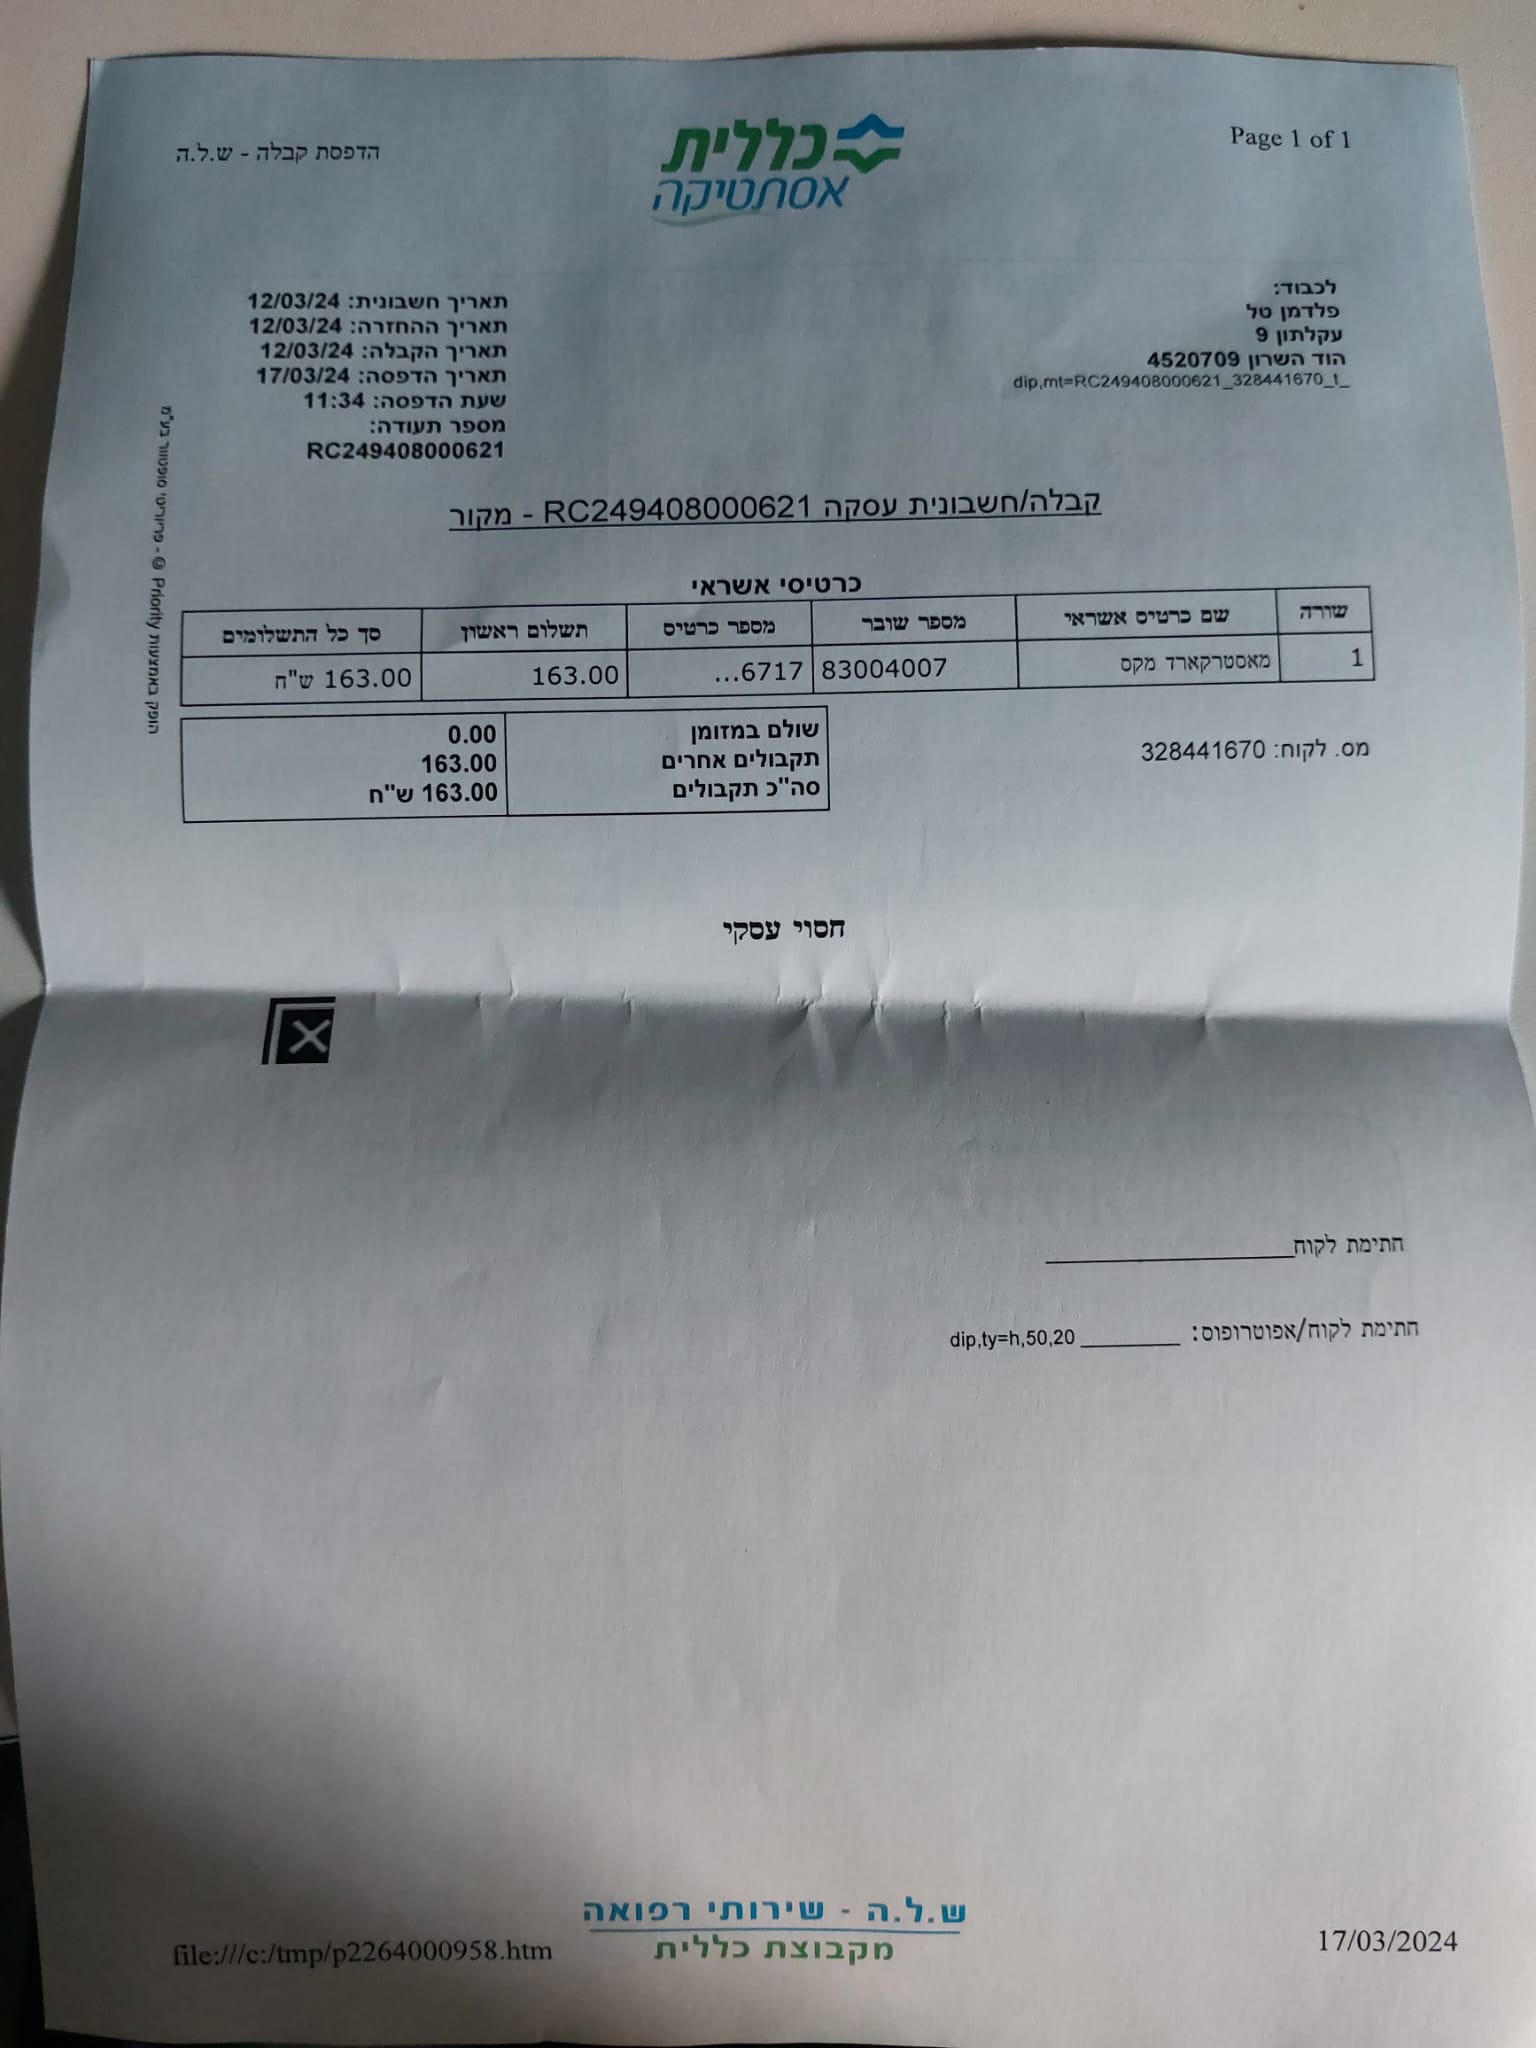 Page 1 of 1
כללית
אסתטיקה
הדפסת קבלה - ש.ל.ה
לכבוד:
פלדמן טל
עקלתון 9
הוד השרון 4520709
dip,mt=RC249408000621_328441670_t_
תאריך חשבונית: 12/03/24
תאריך ההחזרה: 12/03/24
תאריך הקבלה: 12/03/24
תאריך הדפסה: 17/03/24
שעת הדפסה: 11:34
מספר תעודה:
RC249408000621
הופק באמצעות Priority © - פריוריטי סופטוור בע"מ
קבלה/חשבונית עסקה RC249408000621 - מקור
כרטיסי אשראי
שורה שם כרטיס אשראי מספר שובר מספר כרטיס תשלום ראשון סך כל התשלומים
1 מאסטרקארד מקס 83004007 6717... 163.00 163.00 ש"ח
שולם במזומן 0.00
תקבולים אחרים 163.00
סה"כ תקבולים 163.00 ש"ח
מס. לקוח: 328441670
חסוי עסקי
חתימת לקוח____________________
חתימת לקוח/אפוטרופוס: ________ dip,ty=h,50,20
ש.ל.ה - שירותי רפואה
מקבוצת כללית
17/03/2024
file:///c:/tmp/p2264000958.htm